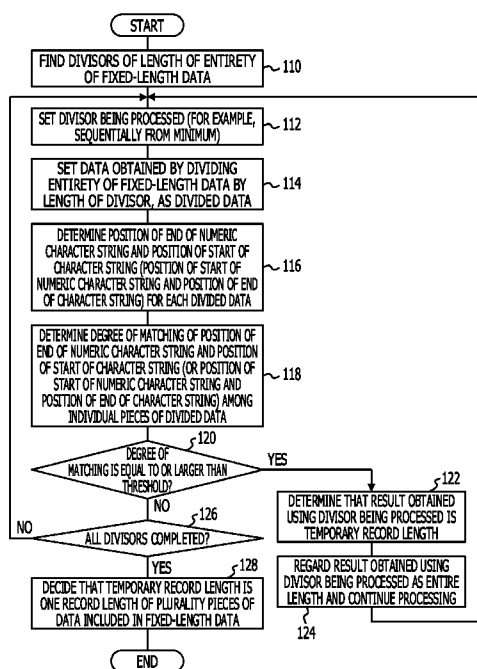 START
FIND DIVISORS OF LENGTH OF ENTIRETY
OF FIXED-LENGTH DATA
110
SET DIVISOR BEING PROCESSED (FOR EXAMPLE,
SEQUENTIALLY FROM MINIMUM)
112
SET DATA OBTAINED BY DIVIDING
ENTIRETY OF FIXED-LENGTH DATA BY
LENGTH OF DIVISOR, AS DIVIDED DATA
114
DETERMINE POSITION OF END OF NUMERIC
CHARACTER STRING AND POSITION OF START OF
CHARACTER STRING (POSITION OF START OF
NUMERIC CHARACTER STRING AND POSITION OF END
OF CHARACTER STRING) FOR EACH DIVIDED DATA
116
DETERMINE DEGREE OF MATCHING OF POSITION OF
END OF NUMERIC CHARACTER STRING AND POSITION
OF START OF CHARACTER STRING (OR POSITION OF
START OF NUMERIC CHARACTER STRING AND
POSITION OF END OF CHARACTER STRING) AMONG
INDIVIDUAL PIECES OF DIVIDED DATA
118
120
DEGREE OF
MATCHING IS EQUAL TO OR LARGER THAN
THRESHOLD?
YES
NO
122
DETERMINE THAT RESULT OBTAINED
USING DIVISOR BEING PROCESSED IS
TEMPORARY RECORD LENGTH
126
ALL DIVISORS COMPLETED?
NO
YES
REGARD RESULT OBTAINED USING
DIVISOR BEING PROCESSED AS ENTIRE
LENGTH AND CONTINUE PROCESSING
124
128
DECIDE THAT TEMPORARY RECORD LENGTH IS
ONE RECORD LENGTH OF PLURALITY PIECES OF
DATA INCLUDED IN FIXED-LENGTH DATA
END